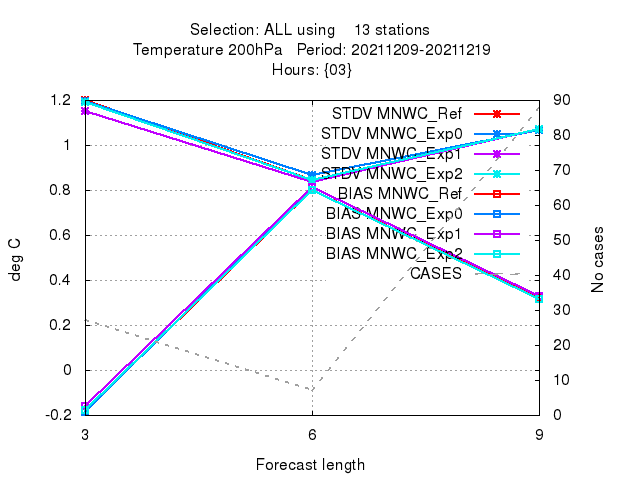 Selection: ALL using 13 stations
Temperature 200hPa Period: 20211209-20211219
Hours: {03}
STDV MNWC_Ref
STDV MNWC_Exp0
STDV MNWC_Exp1
STDV MNWC_Exp2
BIAS MNWC_Ref
BIAS MNWC_Exp0
BIAS MNWC_Exp1
BIAS MNWC_Exp2
CASES
1.2
1
0.8
0.6
0.4
0.2
0
-0.2
deg C
90
80
70
60
50
40
30
20
10
0
No cases
3 6 9
Forecast length